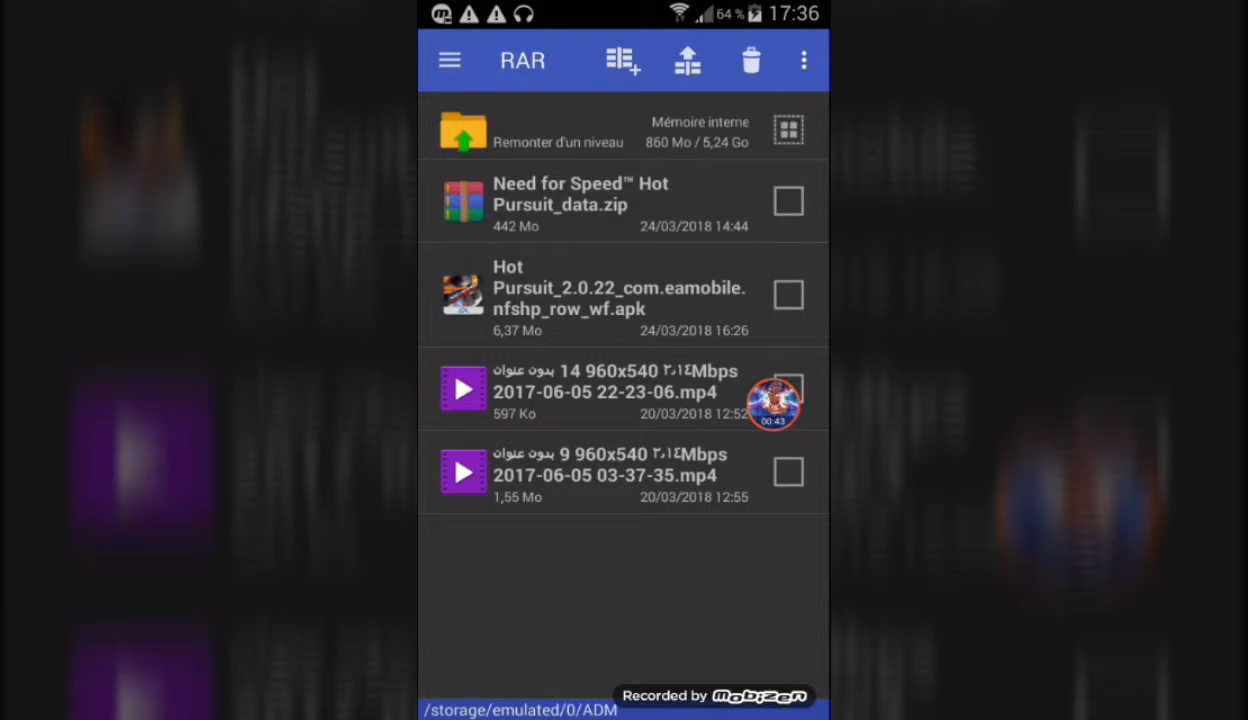 64 % 17:36
RAR
Mémoire interne
Remonter d'un niveau 860 Mo / 5,24 Go
Need for Speed™ Hot
Pursuit_data.zip
442 Mo 24/03/2018 14:44
Hot
Pursuit_2.0.22_com.eamobile.
nfshp_row_wf.apk
6,37 Mo 24/03/2018 16:26
بدون عنوان 14 960x540 ٣٫١٤Mbps
2017-06-05 22-23-06.mp4
597 Ko 20/03/2018 12:52
00:43
بدون عنوان 9 960x540 ٣٫١٤Mbps
2017-06-05 03-37-35.mp4
1,55 Mo 20/03/2018 12:55
Recorded by mobizen
/storage/emulated/0/ADM